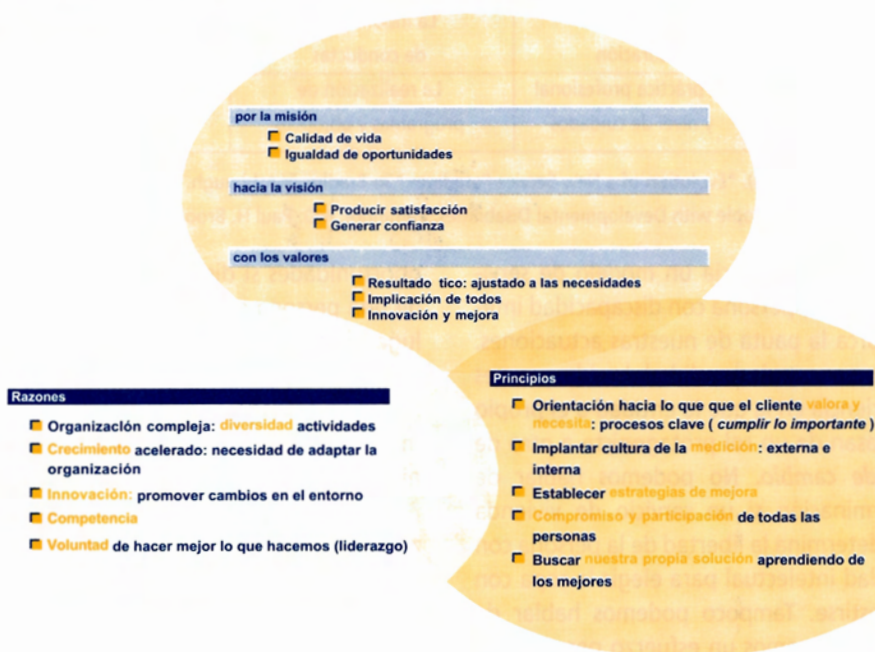 por la misión
Calidad de vida
Igualdad de oportunidades
hacia la visión
Producir satisfacción
Generar confianza
con los valores
Resultado tico: ajustado a las necesidades
Implicación de todos
Innovación y mejora
Razones
Organización compleja: diversidad actividades
Crecimiento acelerado: necesidad de adaptar la
organización
Innovación: promover cambios en el entorno
Competencia
Voluntad de hacer mejor lo que hacemos (liderazgo)
Principios
Orientación hacia lo que que el cliente valora y
necesita: procesos clave ( cumplir lo importante )
Implantar cultura de la medición: externa e
interna
Establecer estrategias de mejora
Compromiso y participación de todas las
personas
Buscar nuestra propia solución aprendiendo de
los mejores